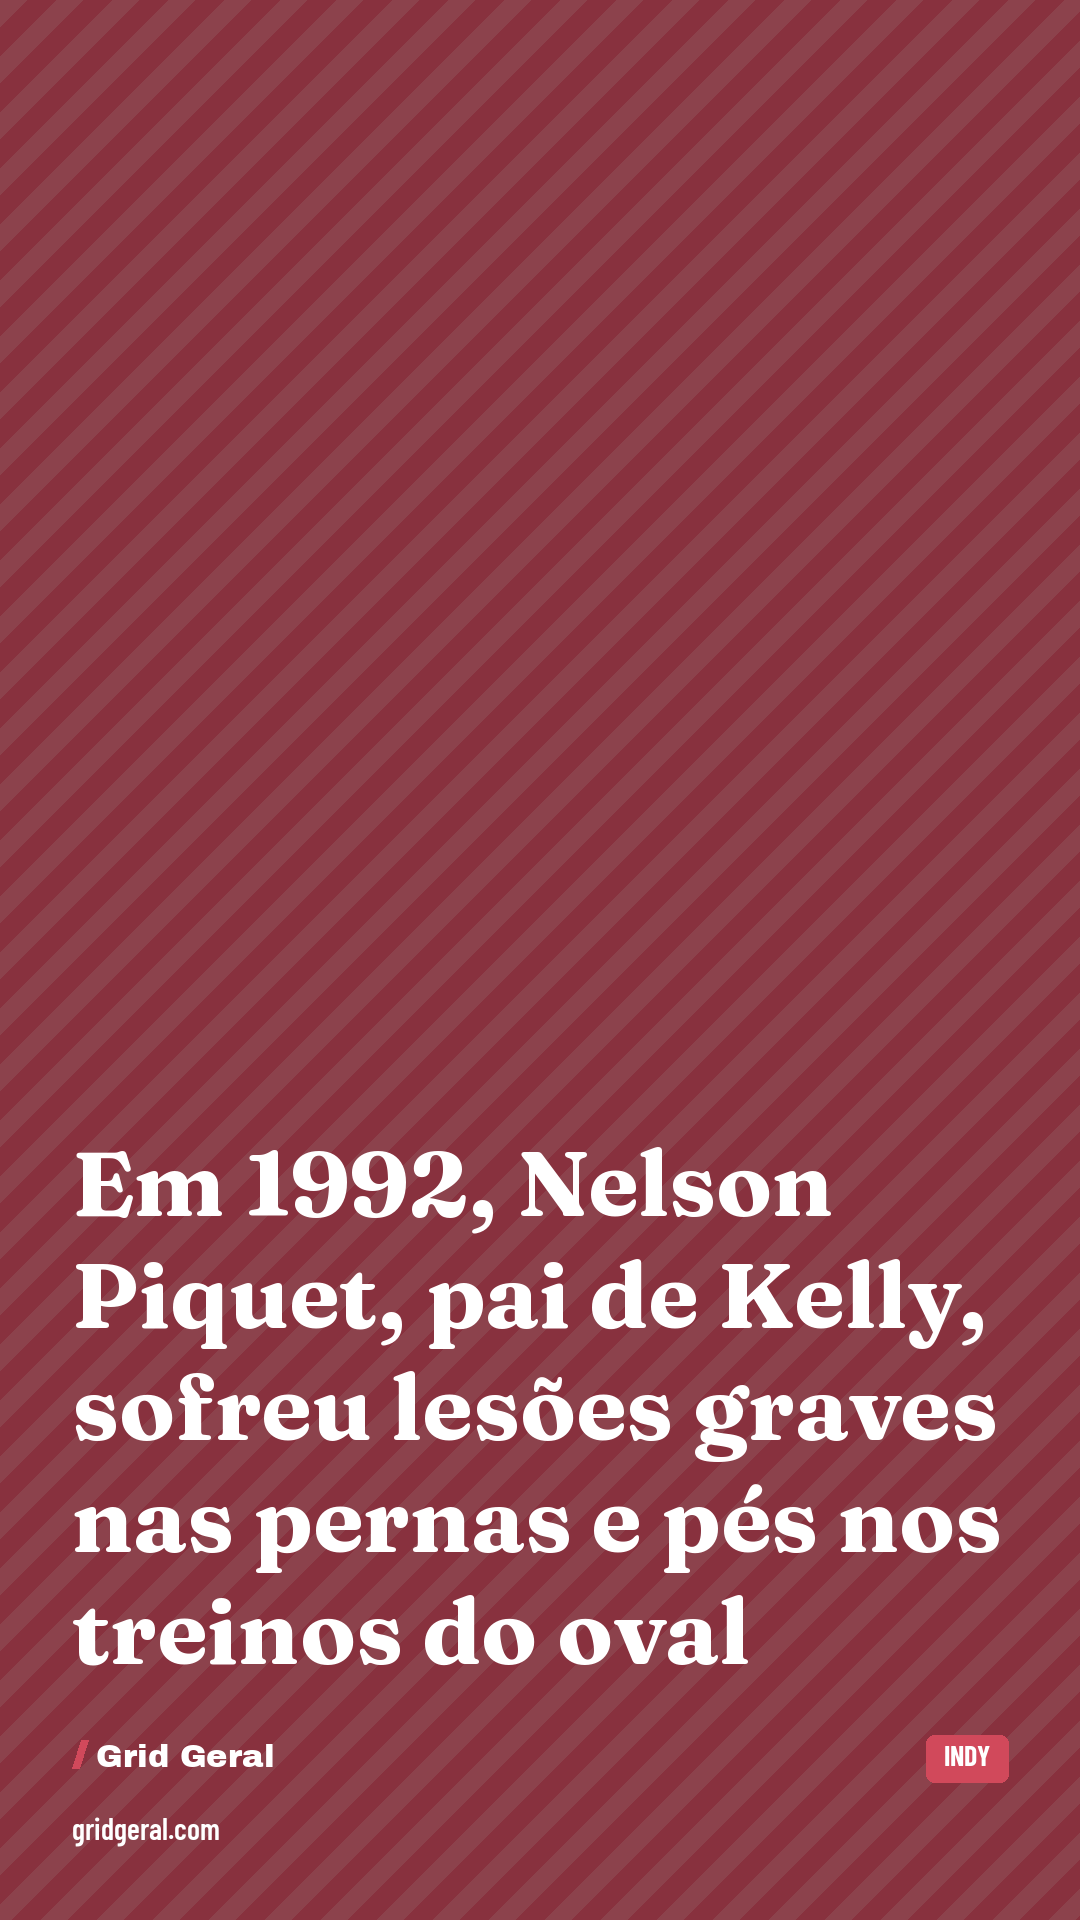 Em 1992, Nelson
Piquet, pai de Kelly,
sofreu lesões graves
nas pernas e pés nos
treinos do oval
/ Grid Geral
INDY
gridgeral.com